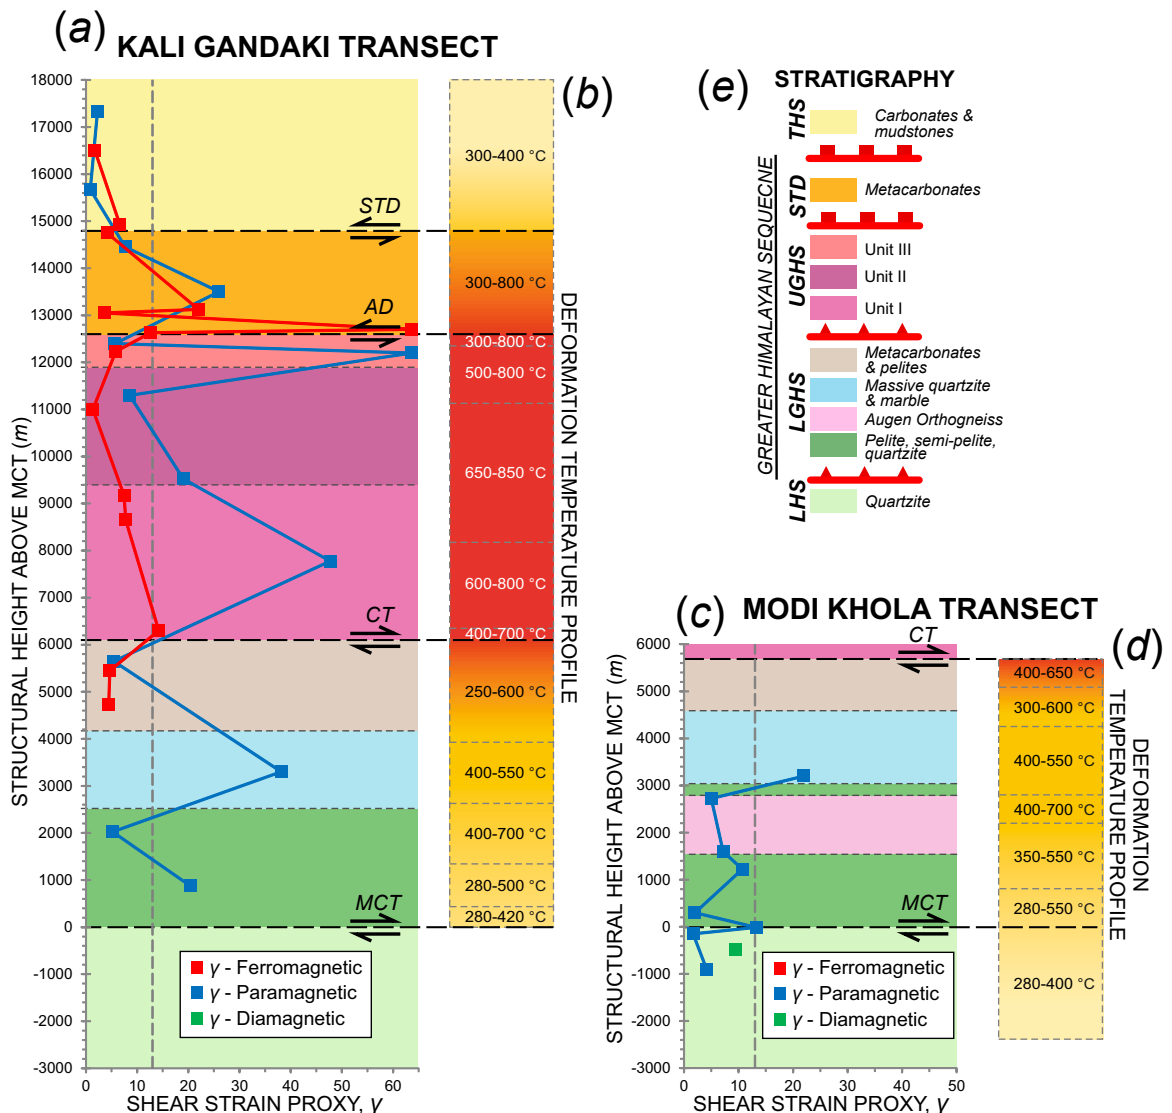 (a) KALI GANDAKI TRANSECT
STRUCTURAL HEIGHT ABOVE MCT (m)
18000
17000
16000
15000
14000
13000
12000
11000
10000
9000
8000
7000
6000
5000
4000
3000
2000
1000
0
-1000
-2000
-3000
STD
AD
CT
MCT
γ - Ferromagnetic
γ - Paramagnetic
γ - Diamagnetic
0 10 20 30 40 50 60
SHEAR STRAIN PROXY, γ
(b)
300-400 °C
300-800 °C
300-800 °C
500-800 °C
650-850 °C
600-800 °C
400-700 °C
250-600 °C
400-550 °C
400-700 °C
280-500 °C
280-420 °C
DEFORMATION TEMPERATURE PROFILE
(e) STRATIGRAPHY
GREATER HIMALAYAN SEQUECNE
THS
Carbonates &
mudstones
STD
Metacarbonates
UGHS
Unit III
Unit II
Unit I
LGHS
Metacarbonates
& pelites
Massive quartzite
& marble
Augen Orthogneiss
Pelite, semi-pelite,
quartzite
LHS
Quartzite
(c) MODI KHOLA TRANSECT
STRUCTURAL HEIGHT ABOVE MCT (m)
6000
5000
4000
3000
2000
1000
0
-1000
-2000
-3000
CT
MCT
γ - Ferromagnetic
γ - Paramagnetic
γ - Diamagnetic
0 10 20 30 40 50
SHEAR STRAIN PROXY, γ
(d)
400-650 °C
300-600 °C
400-550 °C
400-700 °C
350-550 °C
280-550 °C
280-400 °C
DEFORMATION
TEMPERATURE PROFILE